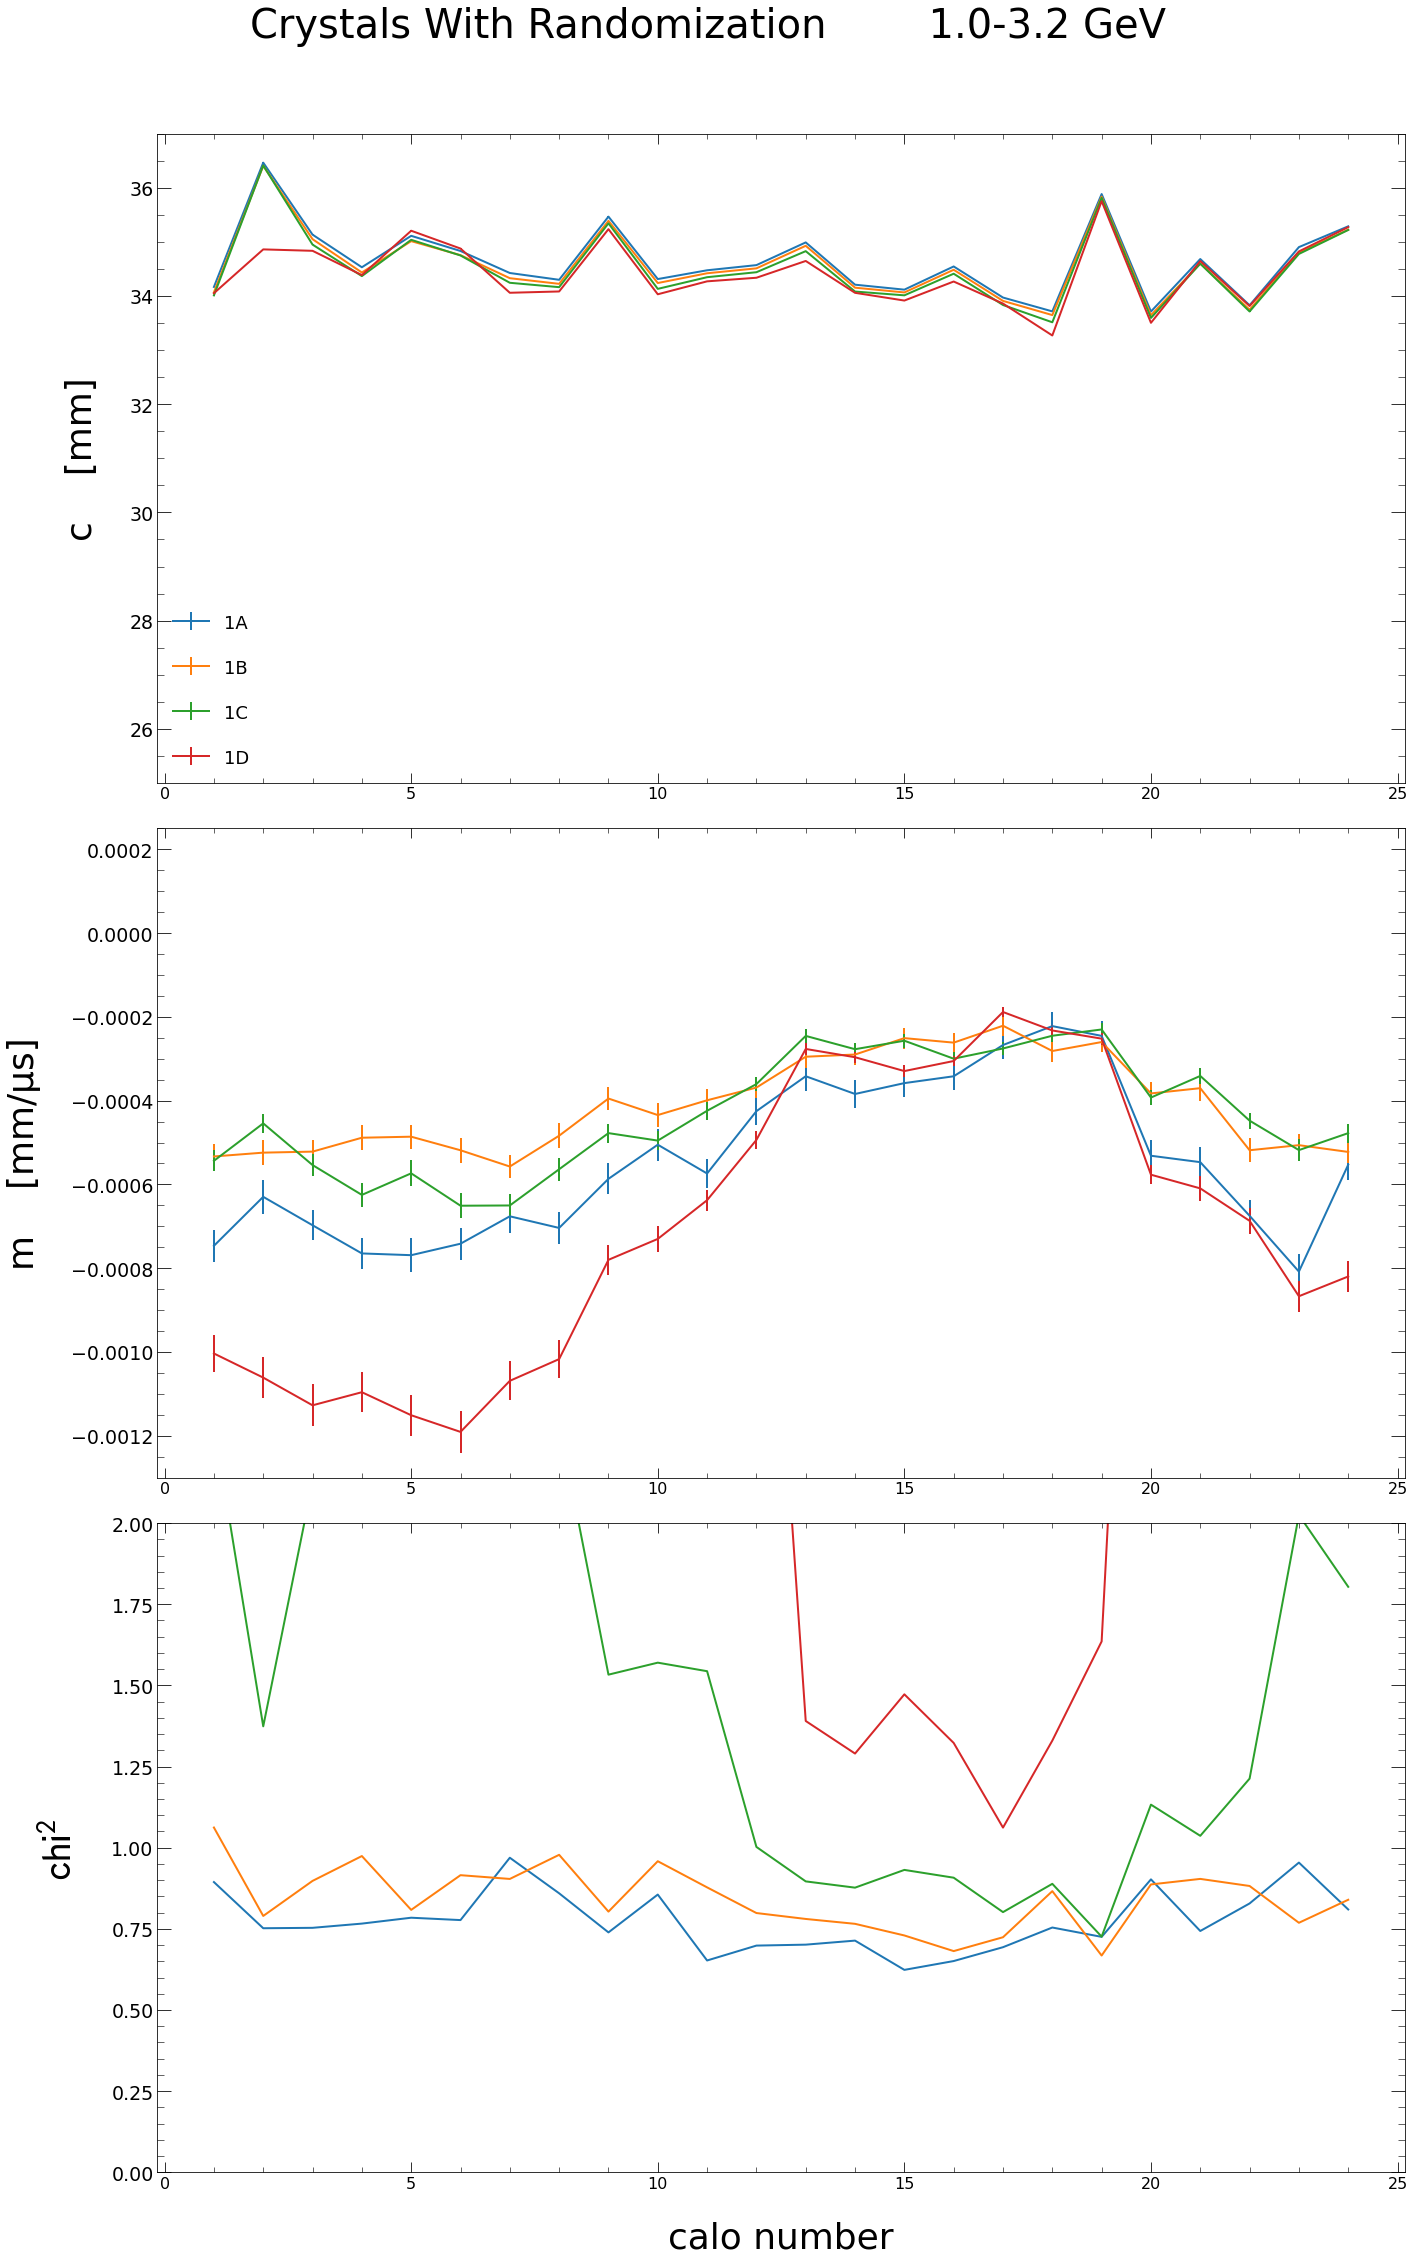 Crystals With Randomization 1.0-3.2 GeV
36
34
32
30
28
26
c [mm]
1A
1B
1C
1D
0 5 10 15 20 25
0.0002
0.0000
−0.0002
−0.0004
−0.0006
−0.0008
−0.0010
−0.0012
m [mm/μs]
0 5 10 15 20 25
2.00
1.75
1.50
1.25
1.00
0.75
0.50
0.25
0.00
chi²
0 5 10 15 20 25
calo number